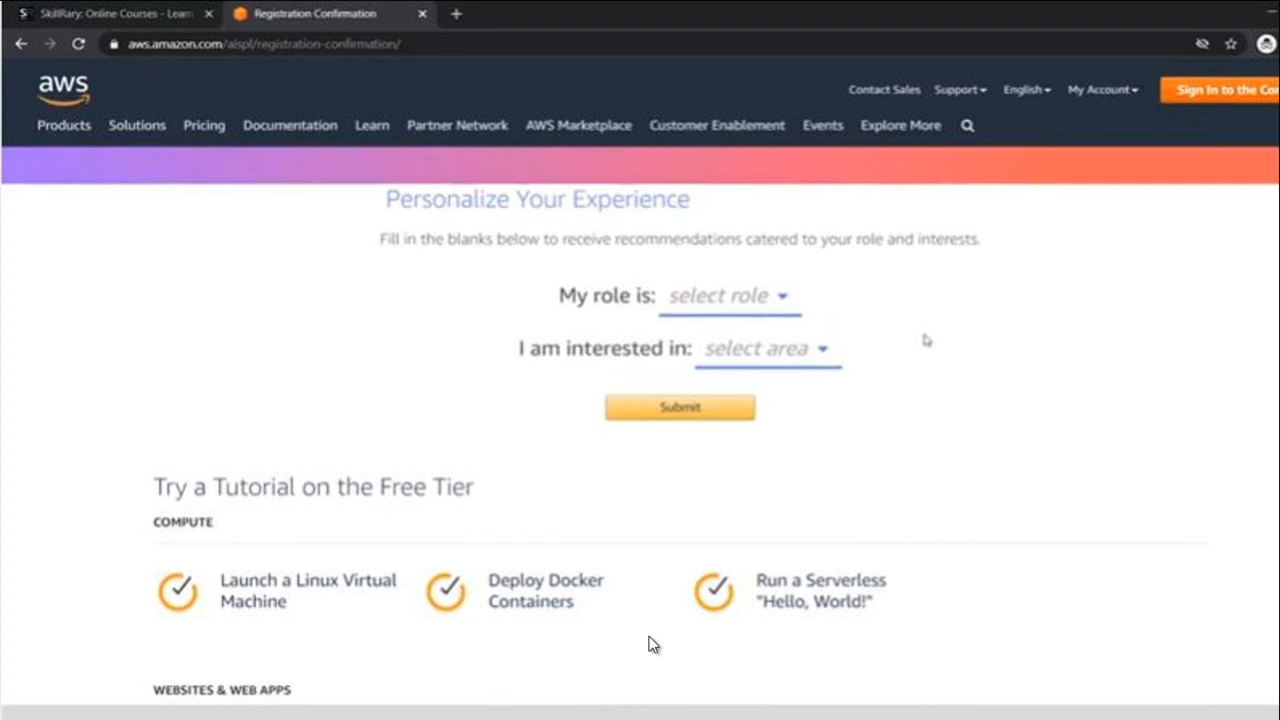 SkillRary: Online Courses - Learn
Registration Confirmation
aws.amazon.com/aispl/registration-confirmation/
aws
Contact Sales Support English My Account Sign In to the Con
Products Solutions Pricing Documentation Learn Partner Network AWS Marketplace Customer Enablement Events Explore More
Personalize Your Experience
Fill in the blanks below to receive recommendations catered to your role and interests.
My role is: select role
I am interested in: select area
Submit
Try a Tutorial on the Free Tier
COMPUTE
Launch a Linux Virtual Machine
Deploy Docker Containers
Run a Serverless "Hello, World!"
WEBSITES & WEB APPS